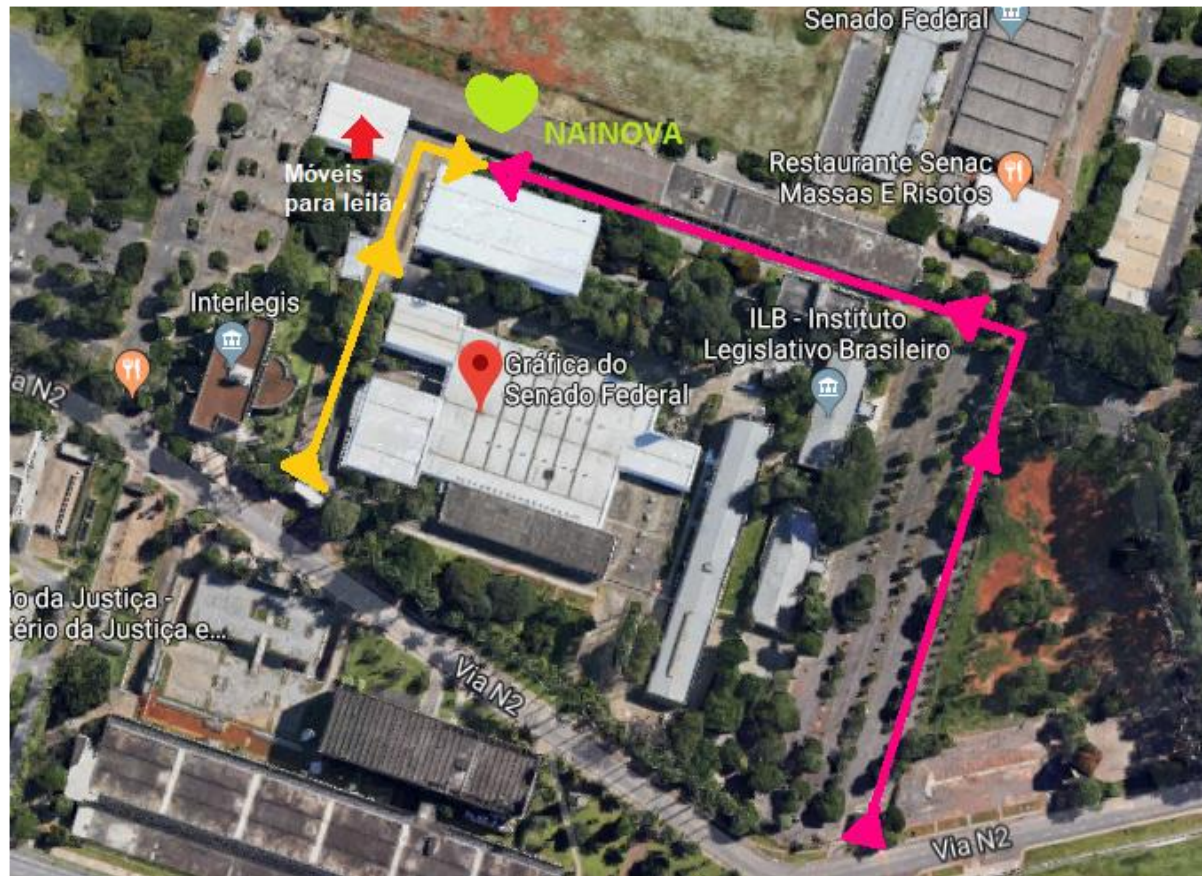 Senado Federal
NAINOVA
Móveis
para leilã
Restaurante Senac
Massas E Risotos
Interlegis
ILB - Instituto
Legislativo Brasileiro
Gráfica do
Senado Federal
ia N2
io da Justiça -
tério da Justiça e...
Via N2
Via N2